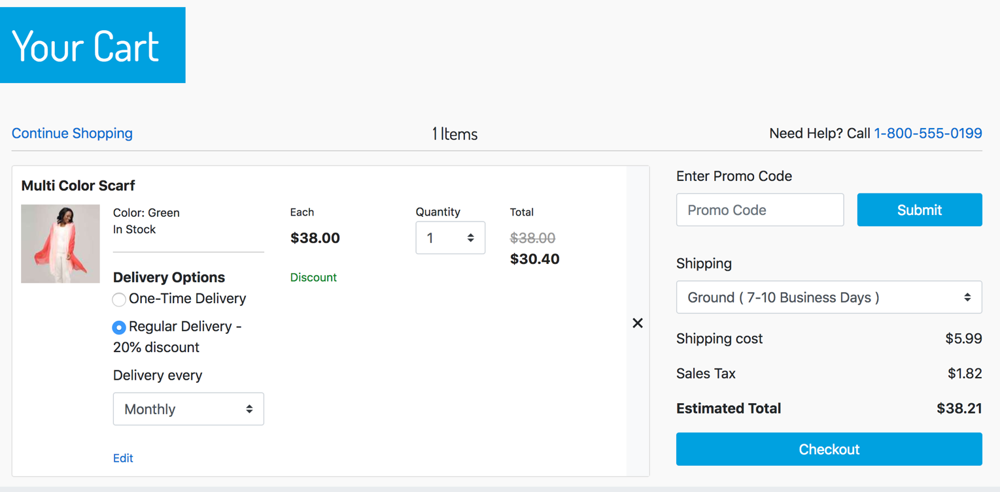 Your Cart
Continue Shopping
1 Items
Need Help? Call 1-800-555-0199
Multi Color Scarf
Color: Green
In Stock
Delivery Options
One-Time Delivery
Regular Delivery -
20% discount
Delivery every
Monthly
Edit
Each
$38.00
Discount
Quantity
1
Total
$38.00
$30.40
×
Enter Promo Code
Promo Code
Submit
Shipping
Ground ( 7-10 Business Days )
Shipping cost $5.99
Sales Tax $1.82
Estimated Total $38.21
Checkout